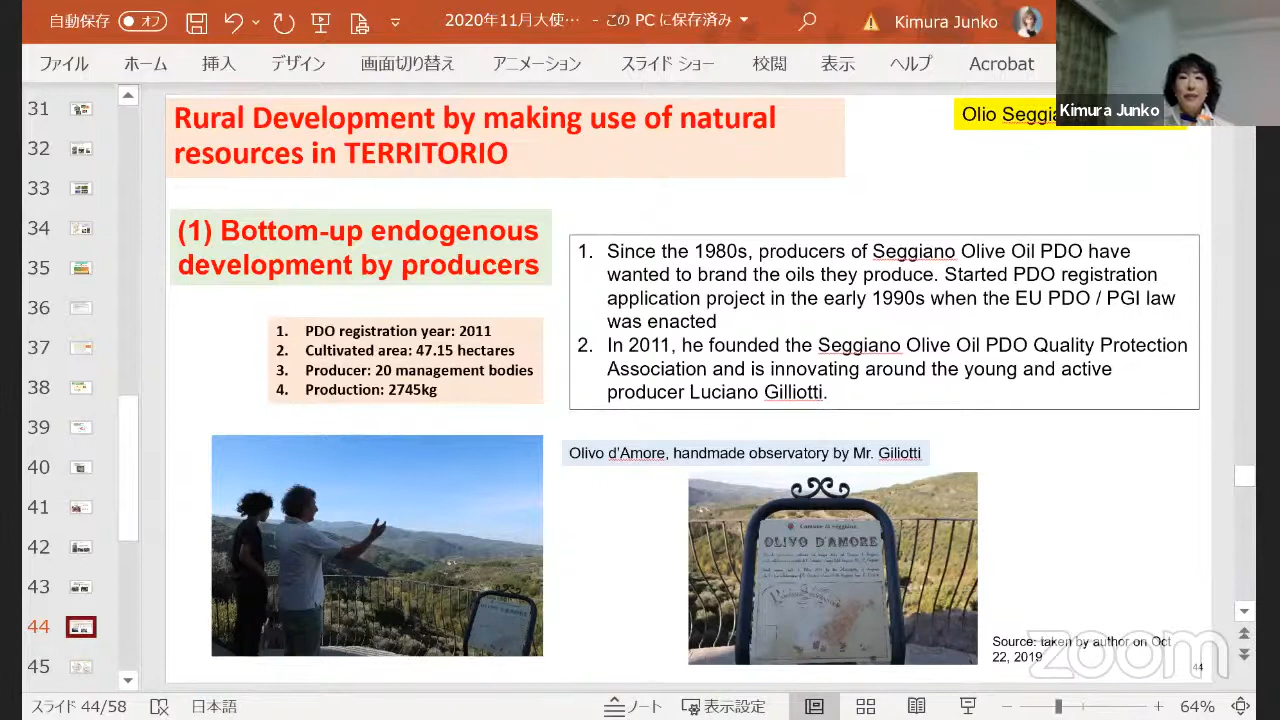 自動保存 オフ 2020年11月大使… - この PC に保存済み Kimura Junko
ファイル ホーム 挿入 デザイン 画面切り替え アニメーション スライド ショー 校閲 表示 ヘルプ Acrobat
Kimura Junko
31
32
33
34
35
36
37
38
39
40
41
42
43
44
45
Rural Development by making use of natural
resources in TERRITORIO
Olio
(1) Bottom-up endogenous
development by producers
1. PDO registration year: 2011
2. Cultivated area: 47.15 hectares
3. Producer: 20 management bodies
4. Production: 2745kg
1. Since the 1980s, producers of Seggiano Olive Oil PDO have
wanted to brand the oils they produce. Started PDO registration
application project in the early 1990s when the EU PDO / PGI law
was enacted
2. In 2011, he founded the Seggiano Olive Oil PDO Quality Protection
Association and is innovating around the young and active
producer Luciano Gilliotti.
Olivo d'Amore, handmade observatory by Mr. Giliotti
Comune di Seggiano
OLIVO D'AMORE
Source: taken by author on Oct
22, 2019
44
zoom
スライド 44/58 日本語 ノート 表示設定 64%